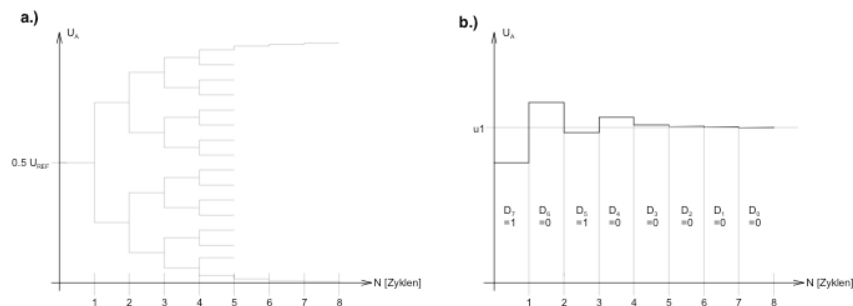 a.)
U_A
0.5 U_REF
N [Zyklen]
1 2 3 4 5 6 7 8
b.)
U_A
u1
D_7 D_6 D_5 D_4 D_3 D_2 D_1 D_0
=1 =0 =1 =0 =0 =0 =0 =0
N [Zyklen]
1 2 3 4 5 6 7 8